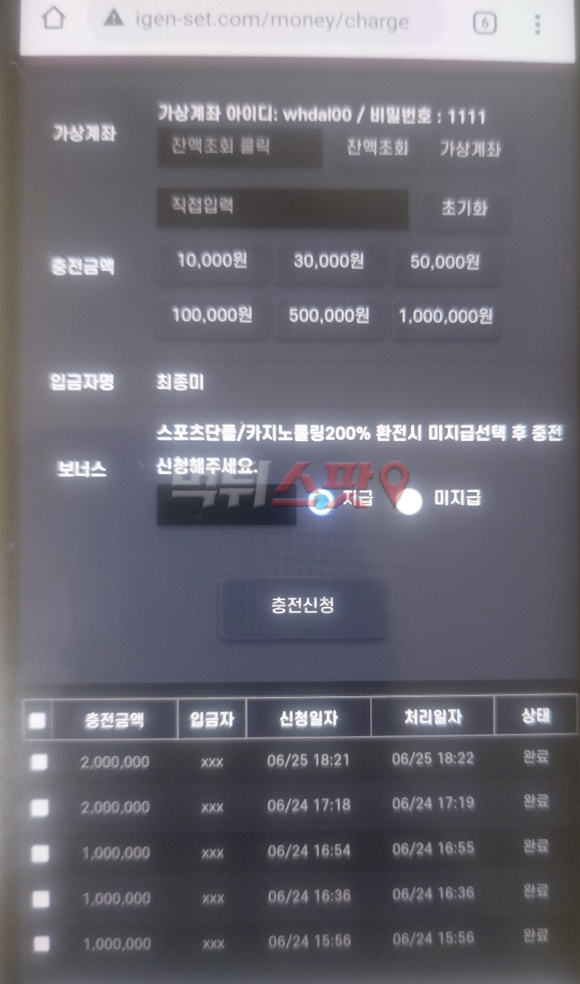 igen-set.com/money/charge
6
가상계좌 아이디: whdal00 / 비밀번호 : 1111
가상계좌
잔액조회 클릭 잔액조회 가상계좌
직접입력 초기화
충전금액
10,000원 30,000원 50,000원
100,000원 500,000원 1,000,000원
입금자명 최종미
스포츠단폴/카지노롤링200% 환전시 미지급선택 후 충전
보너스
신청해주세요.
먹튀스팟
지급 미지급
충전신청
충전금액 입금자 신청일자 처리일자 상태
2,000,000 xxx 06/25 18:21 06/25 18:22 완료
2,000,000 xxx 06/24 17:18 06/24 17:19 완료
1,000,000 xxx 06/24 16:54 06/24 16:55 완료
1,000,000 xxx 06/24 16:36 06/24 16:36 완료
1,000,000 xxx 06/24 15:56 06/24 15:56 완료